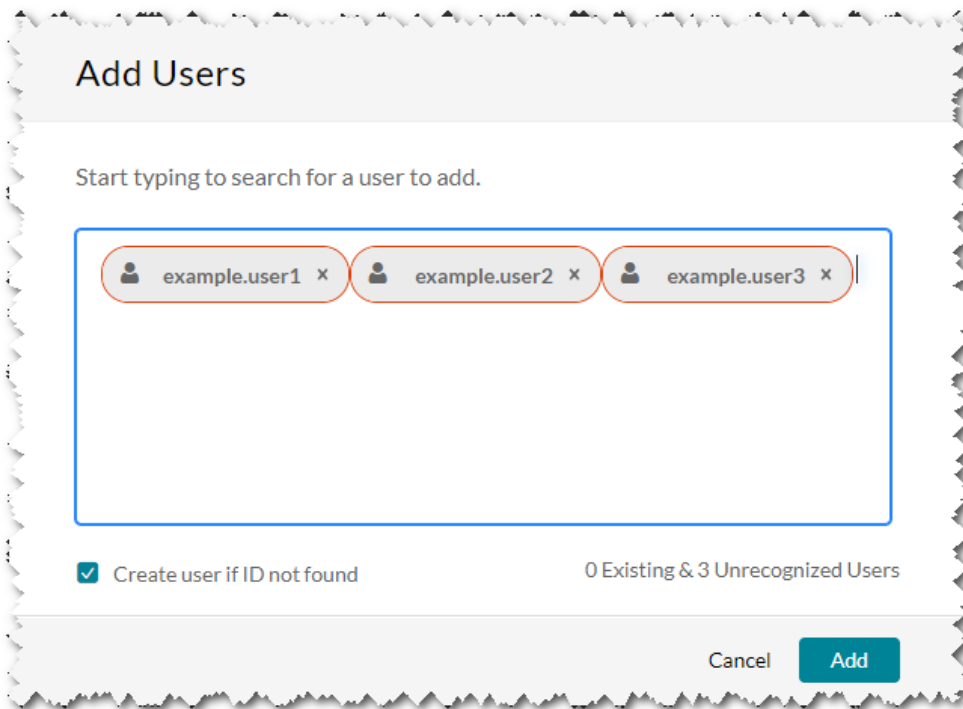 Add Users
Start typing to search for a user to add.
example.user1 × example.user2 × example.user3 ×
Create user if ID not found
0 Existing & 3 Unrecognized Users
Cancel Add